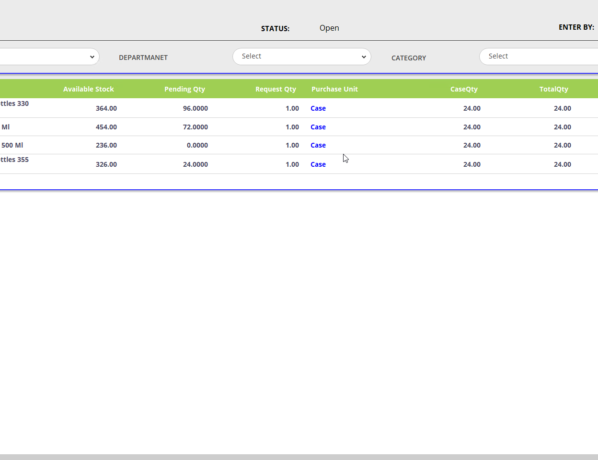 STATUS: Open ENTER BY:
DEPARTMANET Select CATEGORY Select
Available Stock Pending Qty Request Qty Purchase Unit CaseQty TotalQty
ttles 330 364.00 96.0000 1.00 Case 24.00 24.00
Ml 454.00 72.0000 1.00 Case 24.00 24.00
500 Ml 236.00 0.0000 1.00 Case 24.00 24.00
ttles 355 326.00 24.0000 1.00 Case 24.00 24.00